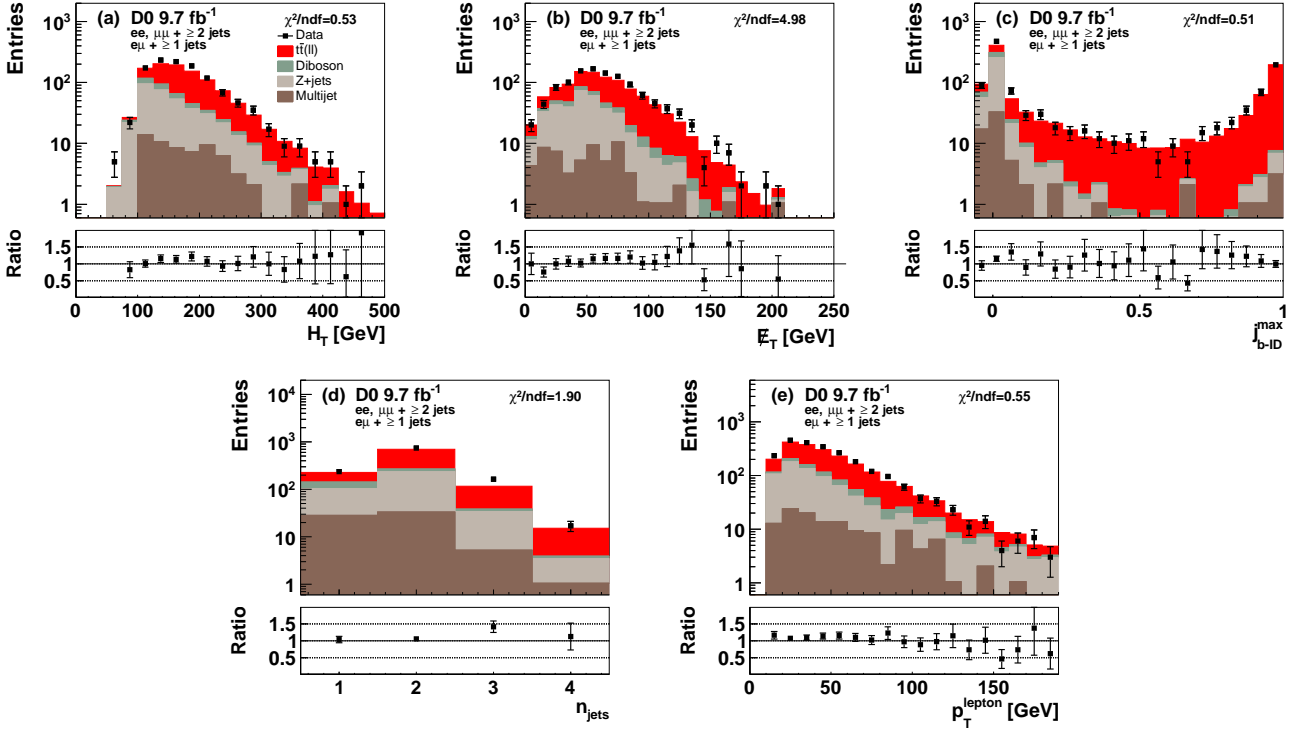 (a) D0 9.7 fb⁻¹ χ²/ndf=0.53
ee, μμ + ≥ 2 jets
eμ + ≥ 1 jets
Data
tt̄(ll)
Diboson
Z+jets
Multijet
Entries
10³
10²
10
1
Ratio
1.5
1
0.5
0 100 200 300 400 500
H_T [GeV]
(b) D0 9.7 fb⁻¹ χ²/ndf=4.98
ee, μμ + ≥ 2 jets
eμ + ≥ 1 jets
Entries
10³
10²
10
1
Ratio
1.5
1
0.5
0 50 100 150 200 250
E̸_T [GeV]
(c) D0 9.7 fb⁻¹ χ²/ndf=0.51
ee, μμ + ≥ 2 jets
eμ + ≥ 1 jets
Entries
10³
10²
10
1
Ratio
1.5
1
0.5
0 0.5 1
j_b-ID^max
(d) D0 9.7 fb⁻¹ χ²/ndf=1.90
ee, μμ + ≥ 2 jets
eμ + ≥ 1 jets
Entries
10⁴
10³
10²
10
1
Ratio
1.5
1
0.5
1 2 3 4
n_jets
(e) D0 9.7 fb⁻¹ χ²/ndf=0.55
ee, μμ + ≥ 2 jets
eμ + ≥ 1 jets
Entries
10³
10²
10
1
Ratio
1.5
1
0.5
0 50 100 150
p_T^lepton [GeV]